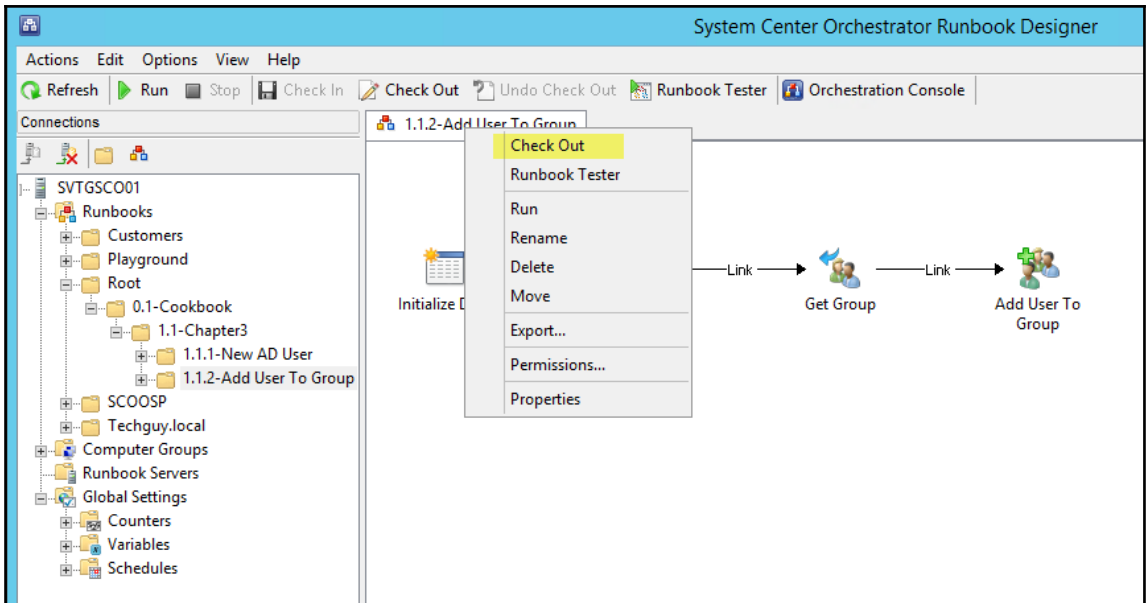 System Center Orchestrator Runbook Designer
Actions Edit Options View Help
Refresh Run Stop Check In Check Out Undo Check Out Runbook Tester Orchestration Console
Connections
1.1.2-Add User To Group
SVTGSCO01
Runbooks
Customers
Playground
Root
0.1-Cookbook
1.1-Chapter3
1.1.1-New AD User
1.1.2-Add User To Group
SCOOSP
Techguy.local
Computer Groups
Runbook Servers
Global Settings
Counters
Variables
Schedules
Check Out
Runbook Tester
Run
Rename
Delete
Move
Export...
Permissions...
Properties
Initialize D
Link
Get Group
Link
Add User To
Group